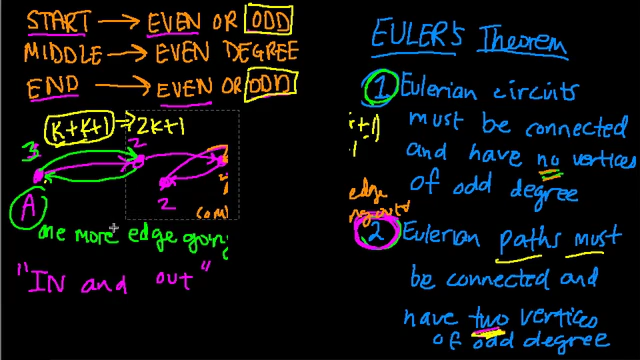 START → EVEN OR ODD
MIDDLE → EVEN DEGREE
END → EVEN OR ODD
K+K+1 → 2K+1
3 2
2
A
one more edge going
"IN and out"
EULER'S Theorem
1 Eulerian circuits
must be connected
and have no vertices
of odd degree
edge
2 Eulerian paths must
be connected and
have two vertices
of odd degree